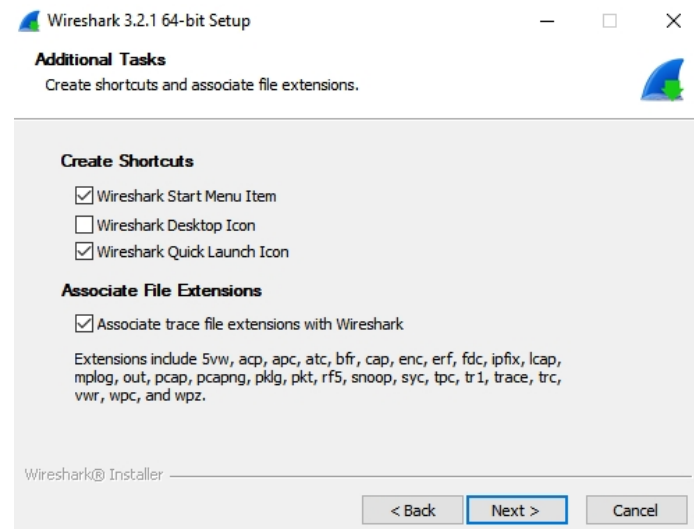 Wireshark 3.2.1 64-bit Setup
Additional Tasks
Create shortcuts and associate file extensions.
Create Shortcuts
Wireshark Start Menu Item
Wireshark Desktop Icon
Wireshark Quick Launch Icon
Associate File Extensions
Associate trace file extensions with Wireshark
Extensions include 5vw, acp, apc, atc, bfr, cap, enc, erf, fdc, ipfix, lcap,
mplog, out, pcap, pcapng, pklg, pkt, rf5, snoop, syc, tpc, tr1, trace, trc,
vwr, wpc, and wpz.
Wireshark® Installer
< Back Next > Cancel